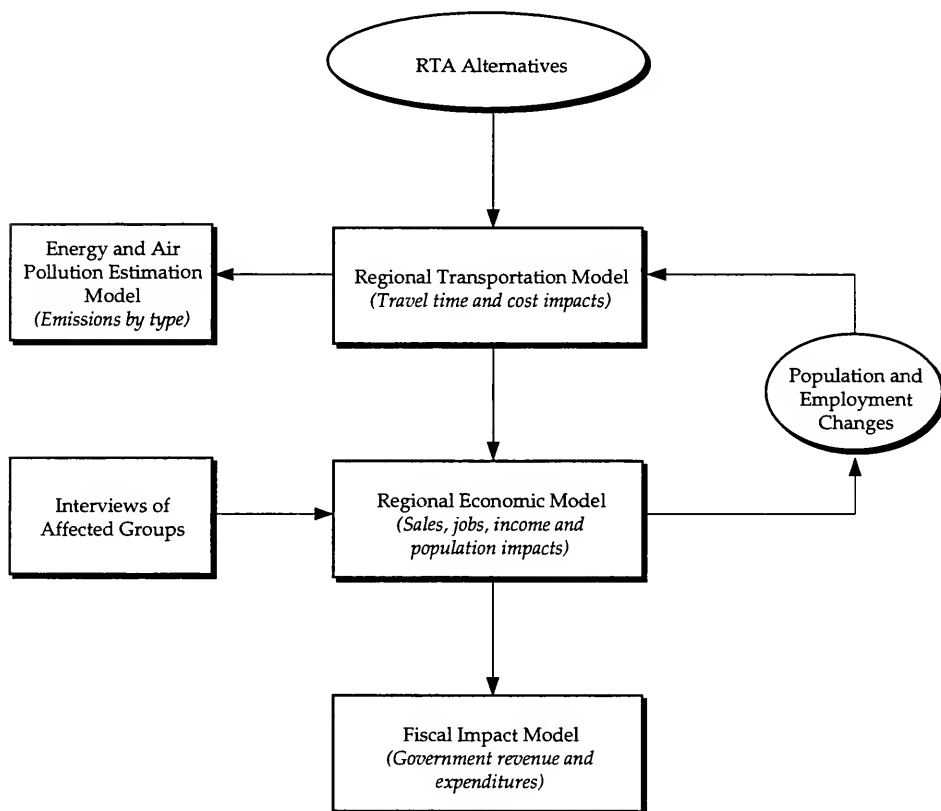 RTA Alternatives
Energy and Air
Pollution Estimation
Model
(Emissions by type)
Regional Transportation Model
(Travel time and cost impacts)
Population and
Employment
Changes
Interviews of
Affected Groups
Regional Economic Model
(Sales, jobs, income and
population impacts)
Fiscal Impact Model
(Government revenue and
expenditures)